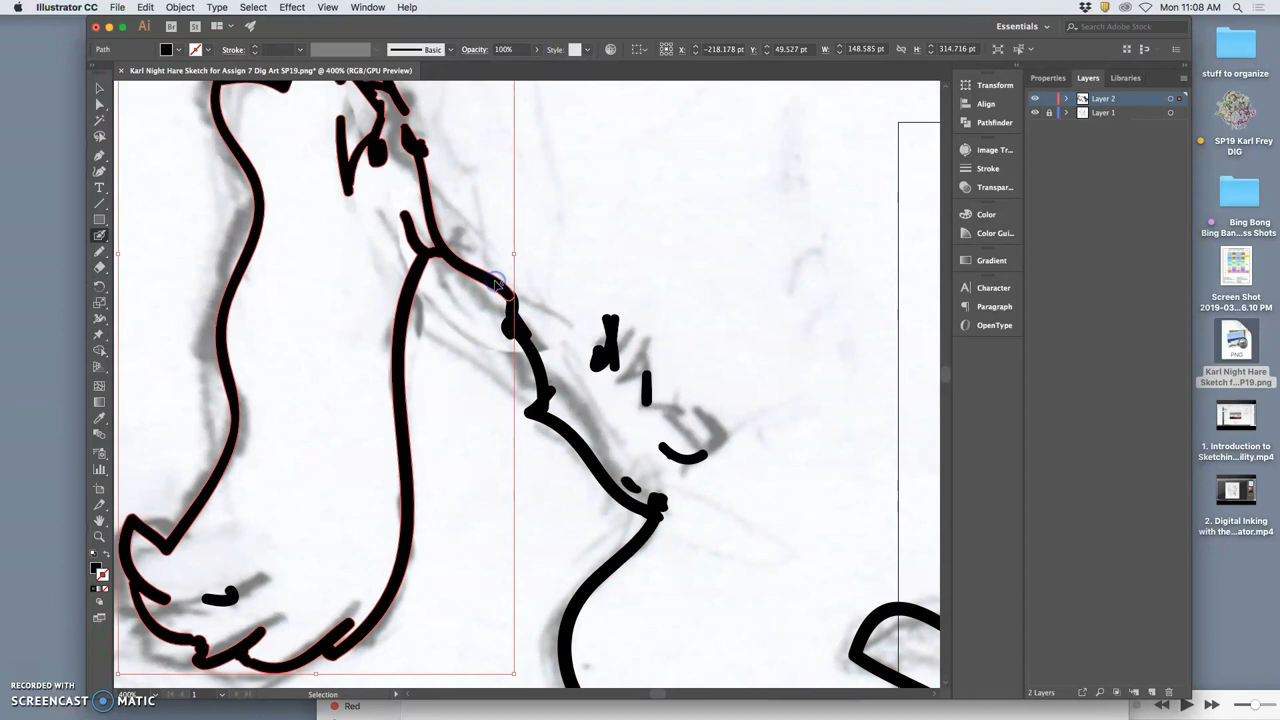 Illustrator CC File Edit Object Type Select Effect View Window Help Mon 11:08 AM
Ai Br St Essentials Search Adobe Stock
Path Stroke: Basic Opacity: 100% Style: X: -218.178 pt Y: 49.527 pt W: 148.585 pt H: 314.716 pt
Karl Night Hare Sketch for Assign 7 Dig Art SP19.png* @ 400% (RGB/GPU Preview)
Properties Layers Libraries
Layer 2
Layer 1
Transform
Align
Pathfinder
Image Tr...
Stroke
Transpar...
Color
Color Gui...
Gradient
Character
Paragraph
OpenType
stuff to organize
SP19 Karl Frey
DIG
Bing Bong
Bing Ban...ss Shots
Screen Shot
2019-03...6.10 PM
PNG
Karl Night Hare
Sketch f...P19.png
1. Introduction to
Sketchin...ility.mp4
2. Digital Inking
with the...ator.mp4
400% 1 Selection
2 Layers
Red
RECORDED WITH
SCREENCAST MATIC